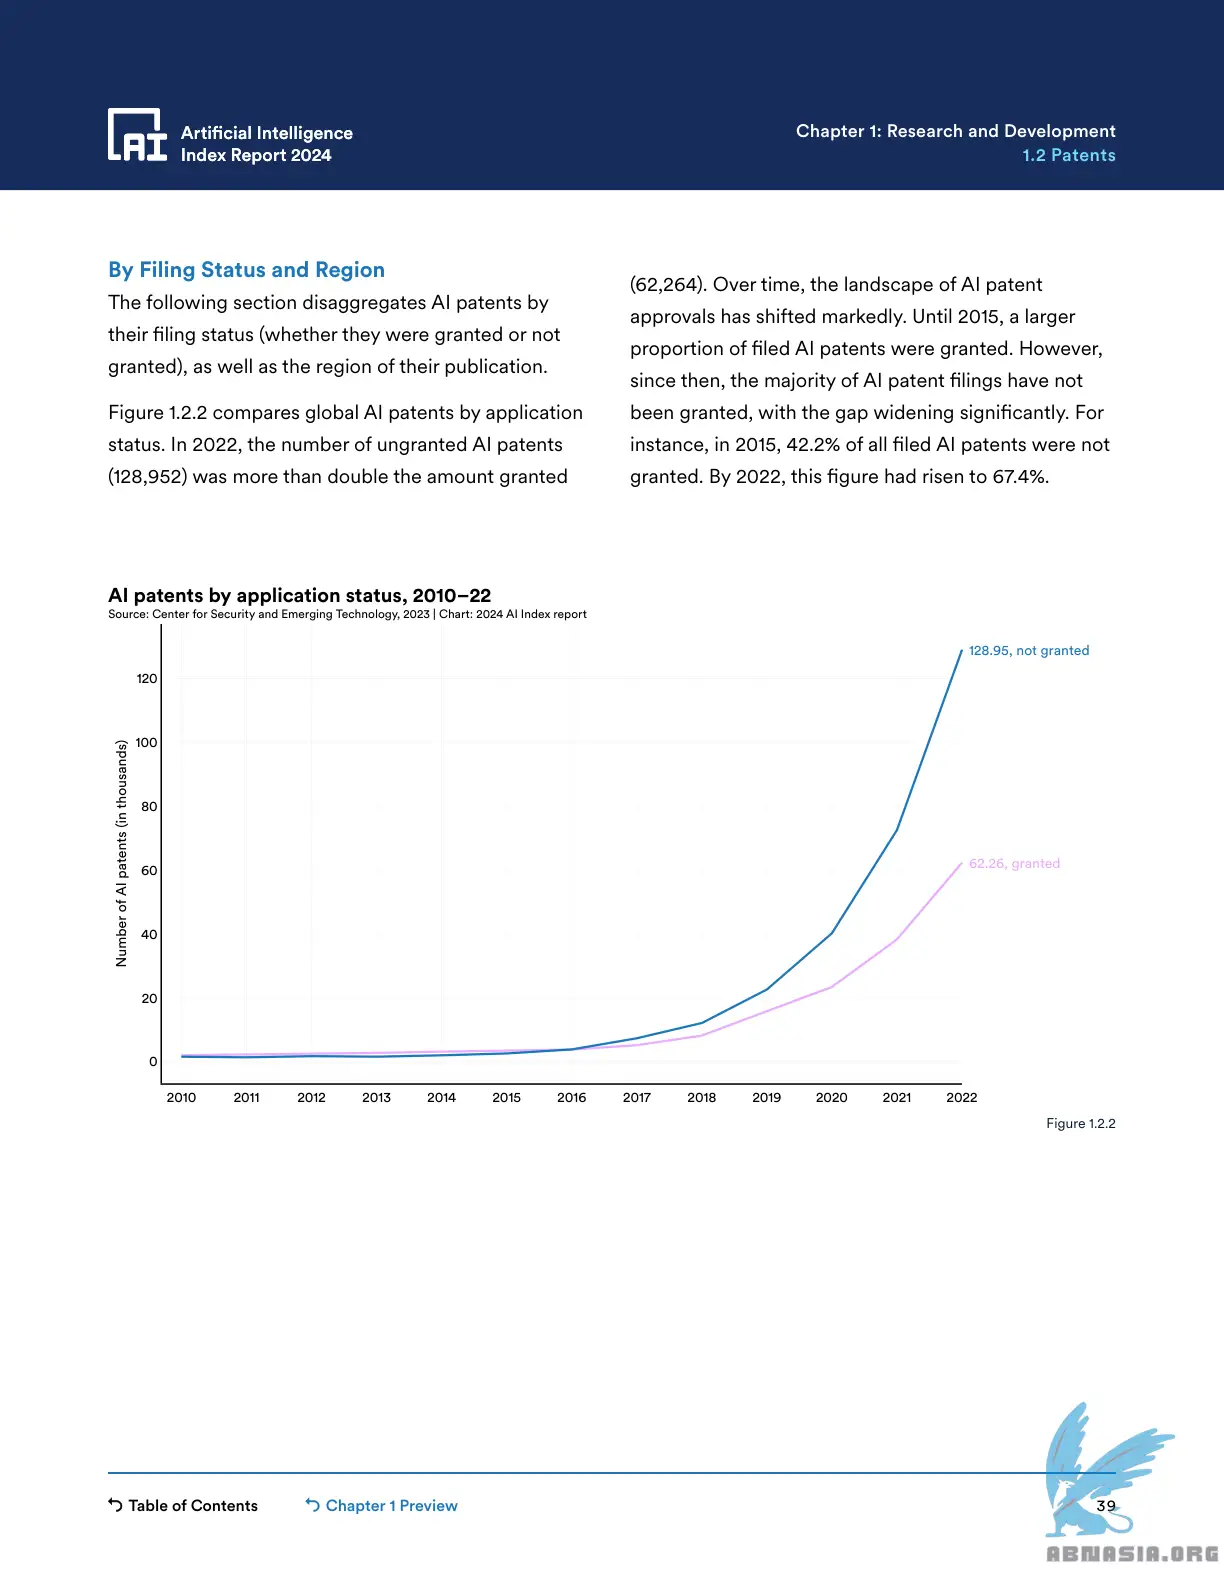 Artificial Intelligence
Index Report 2024
Chapter 1: Research and Development
1.2 Patents
By Filing Status and Region
The following section disaggregates AI patents by
their filing status (whether they were granted or not
granted), as well as the region of their publication.
Figure 1.2.2 compares global AI patents by application
status. In 2022, the number of ungranted AI patents
(128,952) was more than double the amount granted
(62,264). Over time, the landscape of AI patent
approvals has shifted markedly. Until 2015, a larger
proportion of filed AI patents were granted. However,
since then, the majority of AI patent filings have not
been granted, with the gap widening significantly. For
instance, in 2015, 42.2% of all filed AI patents were not
granted. By 2022, this figure had risen to 67.4%.
AI patents by application status, 2010–22
Source: Center for Security and Emerging Technology, 2023 | Chart: 2024 AI Index report
128.95, not granted
120
100
80
60
40
20
0
Number of AI patents (in thousands)
62.26, granted
2010 2011 2012 2013 2014 2015 2016 2017 2018 2019 2020 2021 2022
Figure 1.2.2
Table of Contents
Chapter 1 Preview
39
ABNASIA.ORG